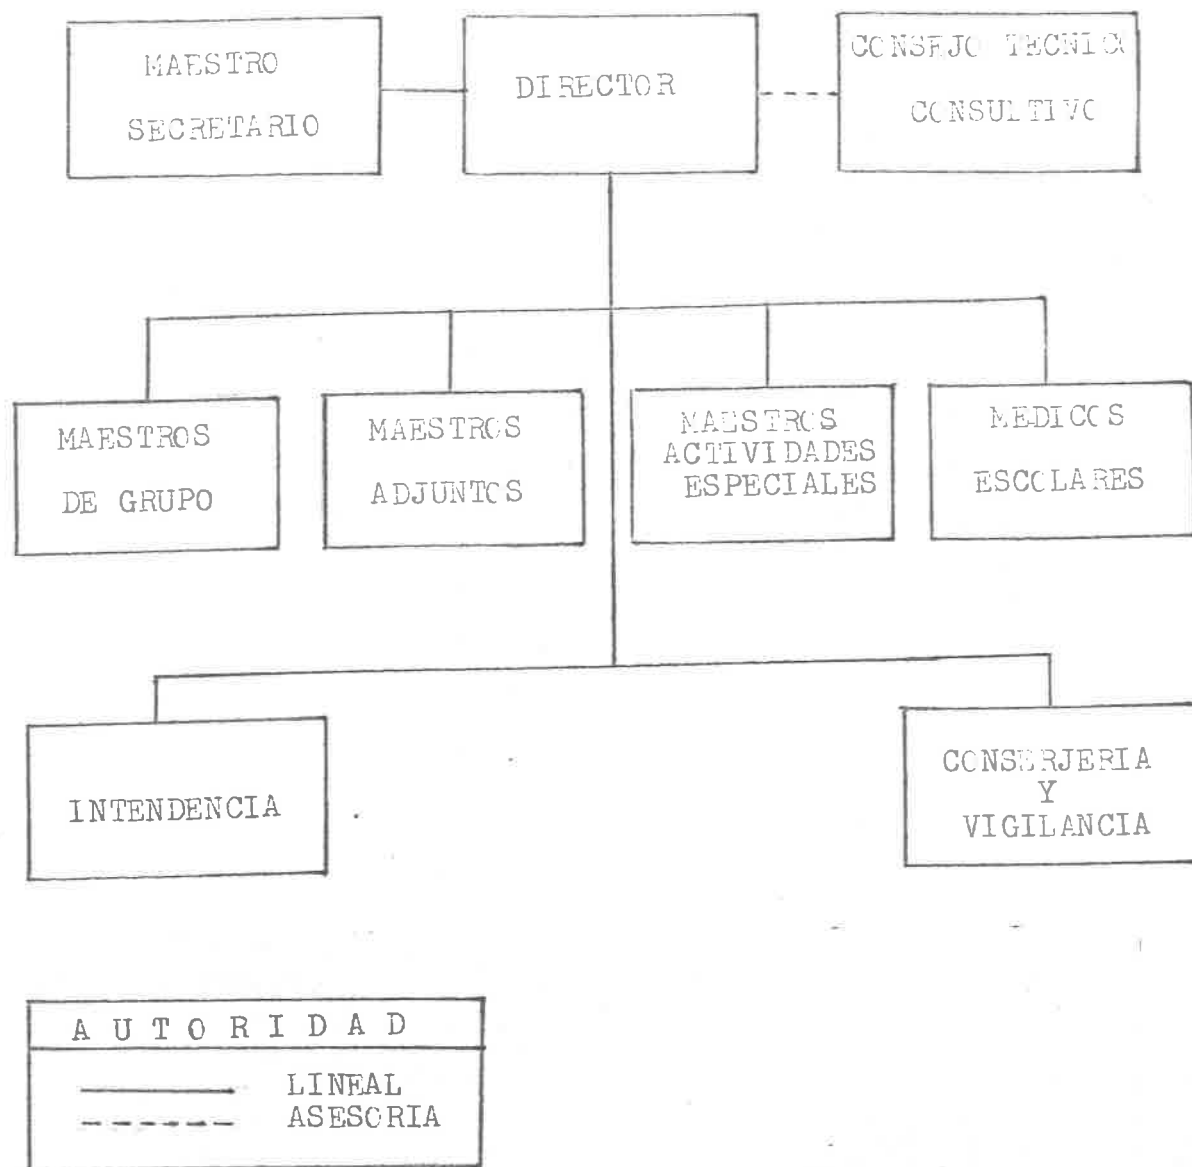 MAESTRO
SECRETARIO
DIRECTOR
CONSEJO TECNICO
CONSULTIVO
MAESTROS
DE GRUPO
MAESTROS
ADJUNTOS
MAESTROS
ACTIVIDADES
ESPECIALES
MEDICOS
ESCOLARES
INTENDENCIA
CONSERJERIA
Y
VIGILANCIA
A U T O R I D A D
LINEAL
ASESORIA